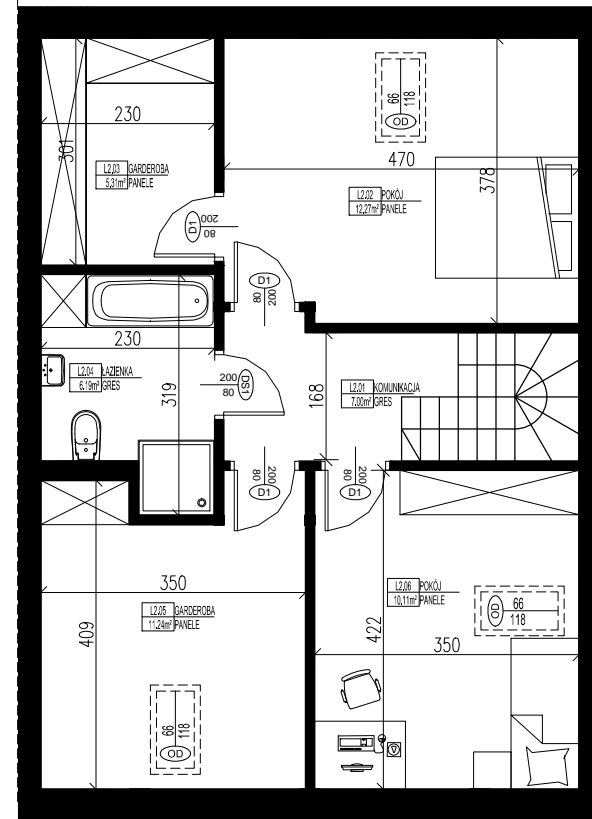 66
118
OD
230
301
L2.03 GARDEROBA
5,31m² PANELE
470
378
L2.02 POKÓJ
12,27m² PANELE
D1
200
80
D1
80
200
230
319
L2.04 ŁAZIENKA
6.19m² GRES
200
80
DS1
168
L2.01 KOMUNIKACJA
7.00m² GRES
80
200
D1
80
200
D1
350
409
L2.05 GARDEROBA
11.24m² PANELE
66
118
OD
422
L2.06 POKÓJ
10.11m² PANELE
OD
66
118
350